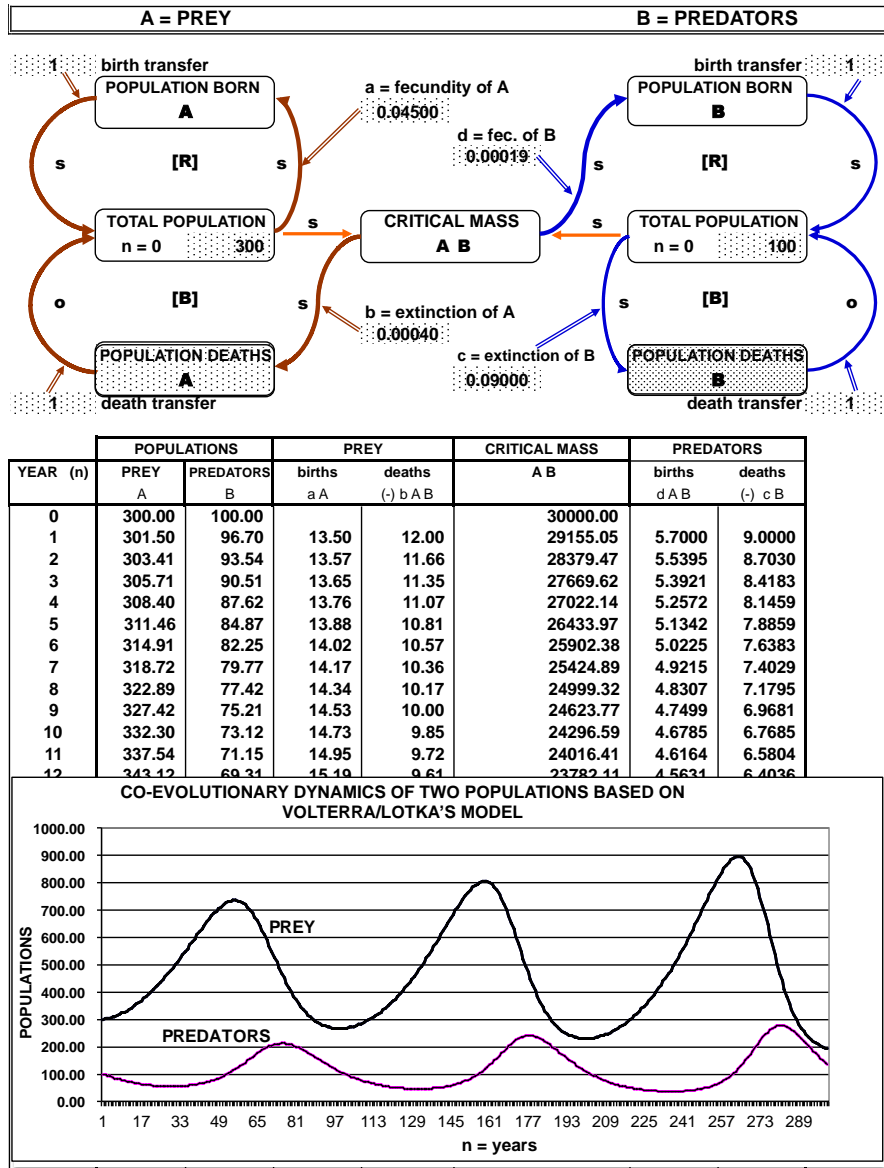 A = PREY B = PREDATORS
1 birth transfer birth transfer 1
POPULATION BORN a = fecundity of A POPULATION BORN
A 0.04500 B
d = fec. of B
0.00019
s [R] s s [R] s
TOTAL POPULATION s CRITICAL MASS s TOTAL POPULATION
n = 0 300 A B n = 0 100
o [B] s s [B] o
b = extinction of A
0.00040
POPULATION DEATHS c = extinction of B POPULATION DEATHS
A 0.09000 B
1 death transfer death transfer 1
POPULATIONS PREY CRITICAL MASS PREDATORS
YEAR (n) PREY PREDATORS births deaths A B births deaths
A B a A (-) b A B d A B (-) c B
0 300.00 100.00 30000.00
1 301.50 96.70 13.50 12.00 29155.05 5.7000 9.0000
2 303.41 93.54 13.57 11.66 28379.47 5.5395 8.7030
3 305.71 90.51 13.65 11.35 27669.62 5.3921 8.4183
4 308.40 87.62 13.76 11.07 27022.14 5.2572 8.1459
5 311.46 84.87 13.88 10.81 26433.97 5.1342 7.8859
6 314.91 82.25 14.02 10.57 25902.38 5.0225 7.6383
7 318.72 79.77 14.17 10.36 25424.89 4.9215 7.4029
8 322.89 77.42 14.34 10.17 24999.32 4.8307 7.1795
9 327.42 75.21 14.53 10.00 24623.77 4.7499 6.9681
10 332.30 73.12 14.73 9.85 24296.59 4.6785 6.7685
11 337.54 71.15 14.95 9.72 24016.41 4.6164 6.5804
12 343.12 69.31 15.19 9.61 23782.11 4.5631 6.4036
CO-EVOLUTIONARY DYNAMICS OF TWO POPULATIONS BASED ON
VOLTERRA/LOTKA'S MODEL
1000.00
900.00
800.00
700.00
600.00
500.00
400.00
300.00
200.00
100.00
0.00
POPULATIONS
PREY
PREDATORS
1 17 33 49 65 81 97 113 129 145 161 177 193 209 225 241 257 273 289
n = years